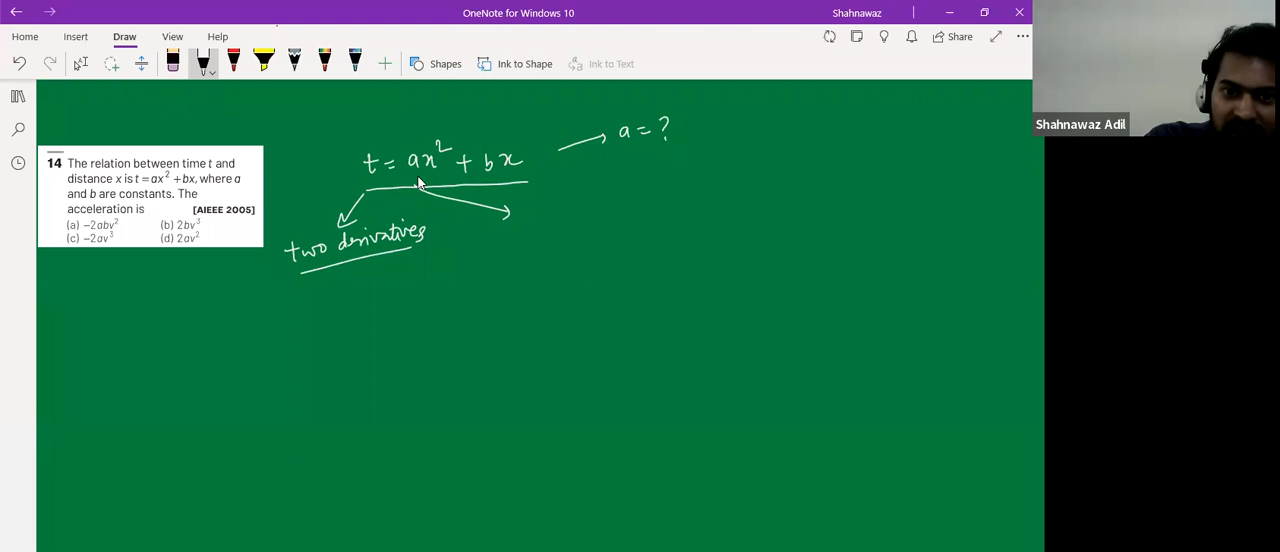 OneNote for Windows 10
Shahnawaz
Home Insert Draw View Help
Share
Shapes
Ink to Shape
Ink to Text
Shahnawaz Adil
14 The relation between time t and
distance x is t = ax² + bx, where a
and b are constants. The
acceleration is [AIEEE 2005]
(a) −2abv² (b) 2bv³
(c) −2av³ (d) 2av²
t = ax² + bx → a = ?
two derivatives